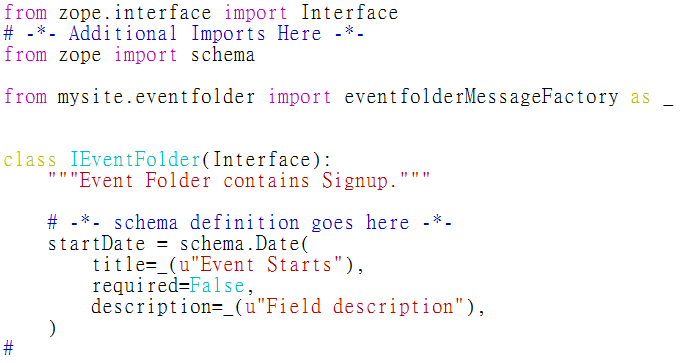 from zope.interface import Interface
# -*- Additional Imports Here -*-
from zope import schema

from mysite.eventfolder import eventfolderMessageFactory as _


class IEventFolder(Interface):
    """Event Folder contains Signup."""

    # -*- schema definition goes here -*-
    startDate = schema.Date(
        title=_(u"Event Starts"),
        required=False,
        description=_(u"Field description"),
    )
#